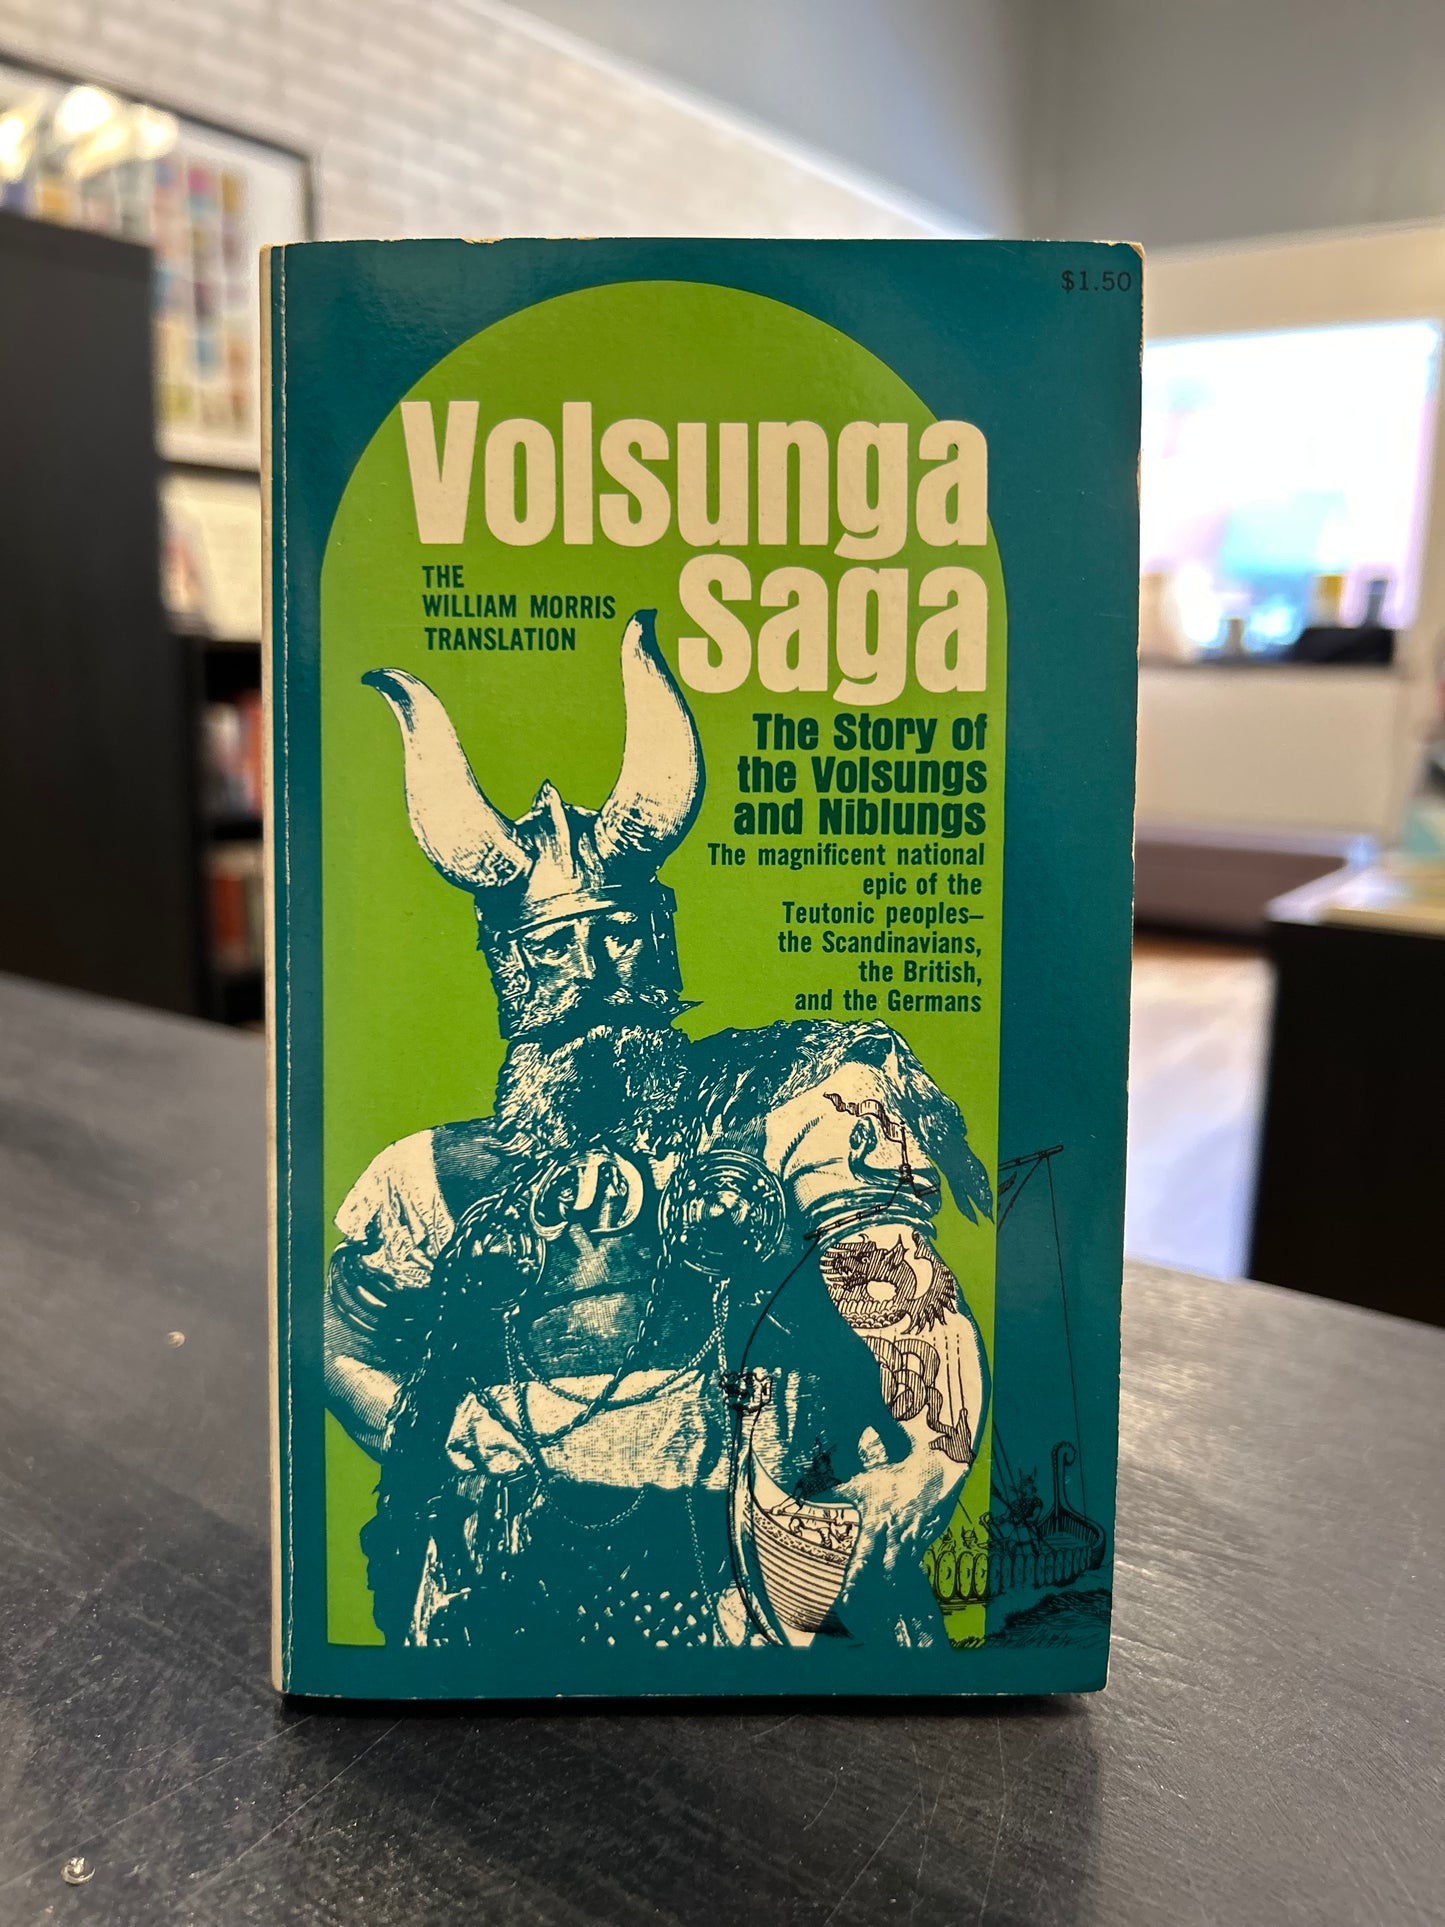 $1.50
Volsunga
Saga
THE
WILLIAM MORRIS
TRANSLATION
The Story of
the Volsungs
and Niblungs
The magnificent national
epic of the
Teutonic peoples—
the Scandinavians,
the British,
and the Germans